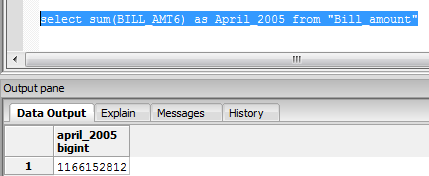 select sum(BILL_AMT6) as April_2005 from "Bill_amount"
Output pane
Data Output Explain Messages History
april_2005
bigint
1 1166152812